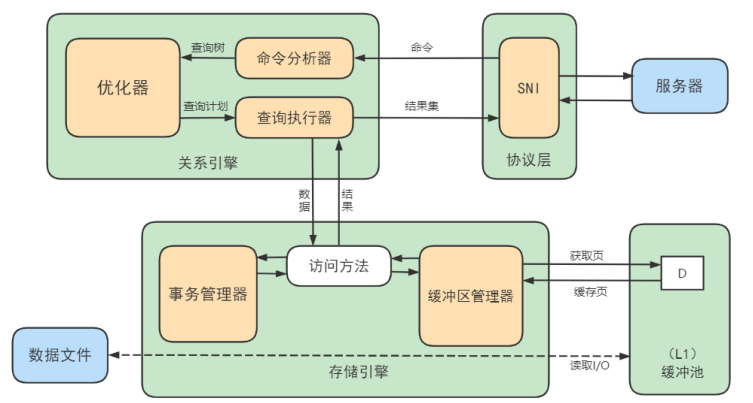 查询树
命令分析器
命令
优化器
SNI
服务器
查询计划
查询执行器
结果集
关系引擎
协议层
数据
结果
事务管理器
访问方法
缓冲区管理器
获取页
D
缓存页
数据文件
存储引擎
读取I/O
（L1）
缓冲池